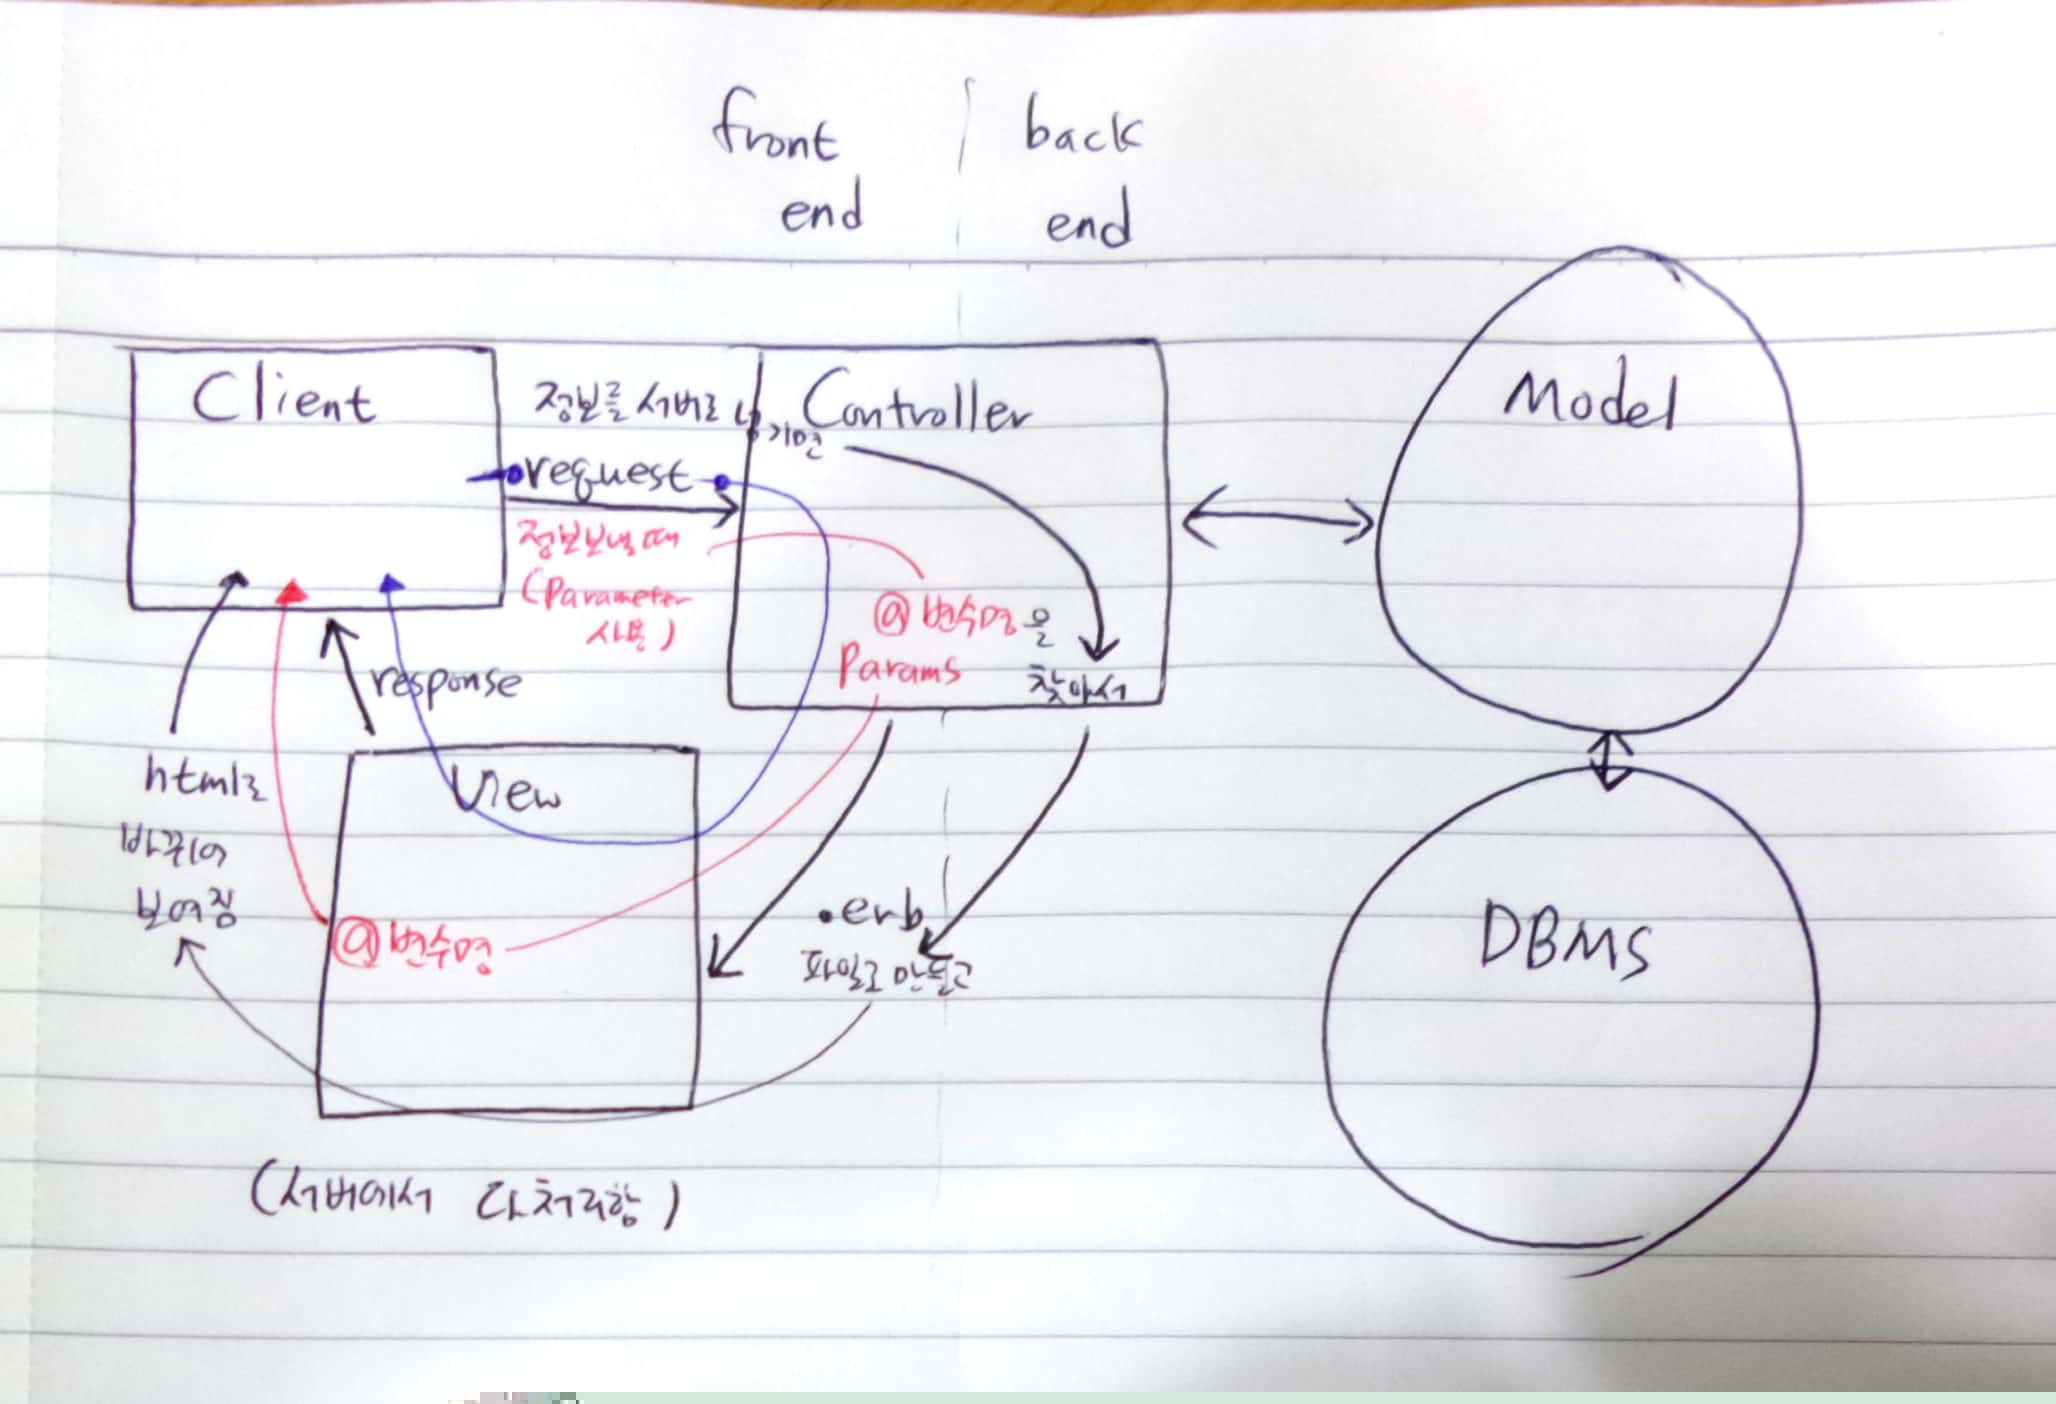 front back
end end
Client
정보를 서버로 넘기면
Controller
Model
request
정보보낼때
(Parameter
사용)
@변수명을
Params
찾아서
response
html로
바뀌어
보여짐
View
@변수명
.erb
파일로 만들고
DBMS
(서버에서 다처리함)